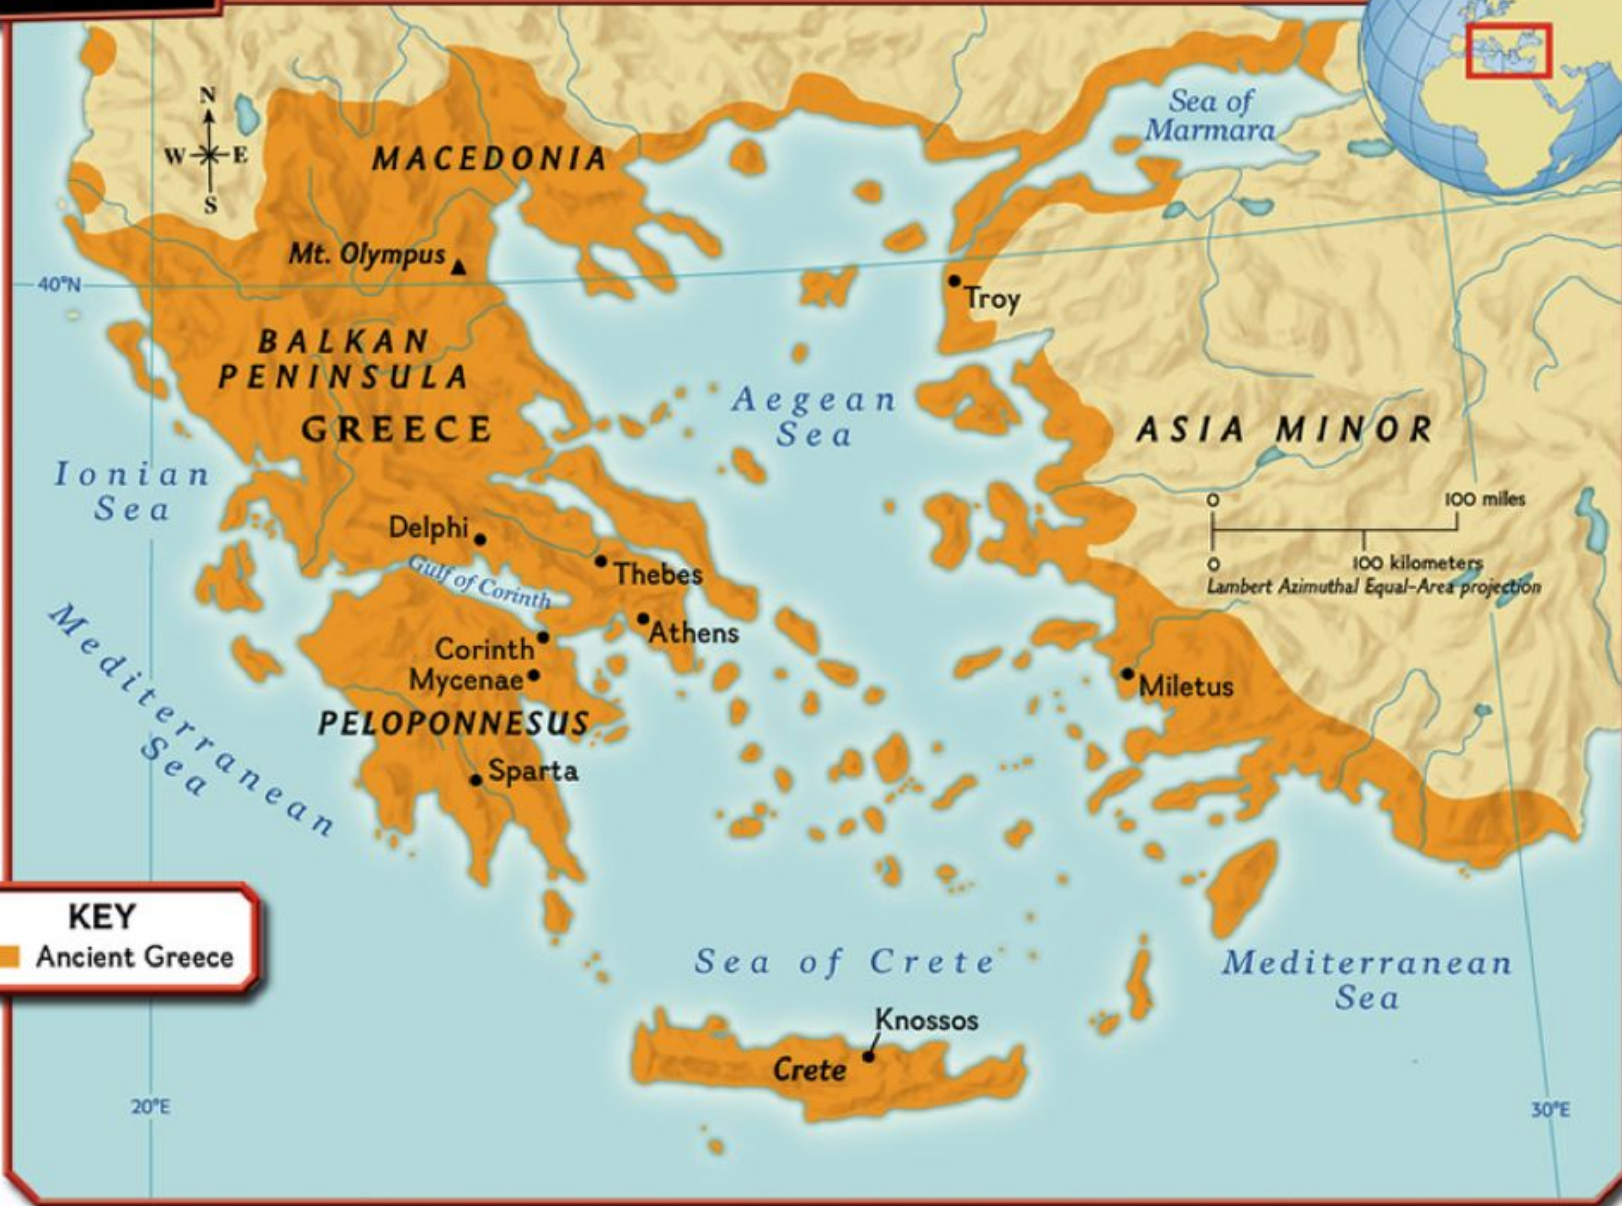 Sea of
Marmara
N
W E
S
MACEDONIA
Mt. Olympus
40°N
Troy
BALKAN
PENINSULA
GREECE
Aegean
Sea
ASIA MINOR
Ionian
Sea
0 100 miles
0 100 kilometers
Lambert Azimuthal Equal-Area projection
Delphi
Gulf of Corinth
Thebes
Athens
Corinth
Mycenae
Miletus
PELOPONNESUS
Sparta
Mediterranean
Sea
KEY
Ancient Greece
Sea of Crete
Mediterranean
Sea
Knossos
Crete
20°E
30°E